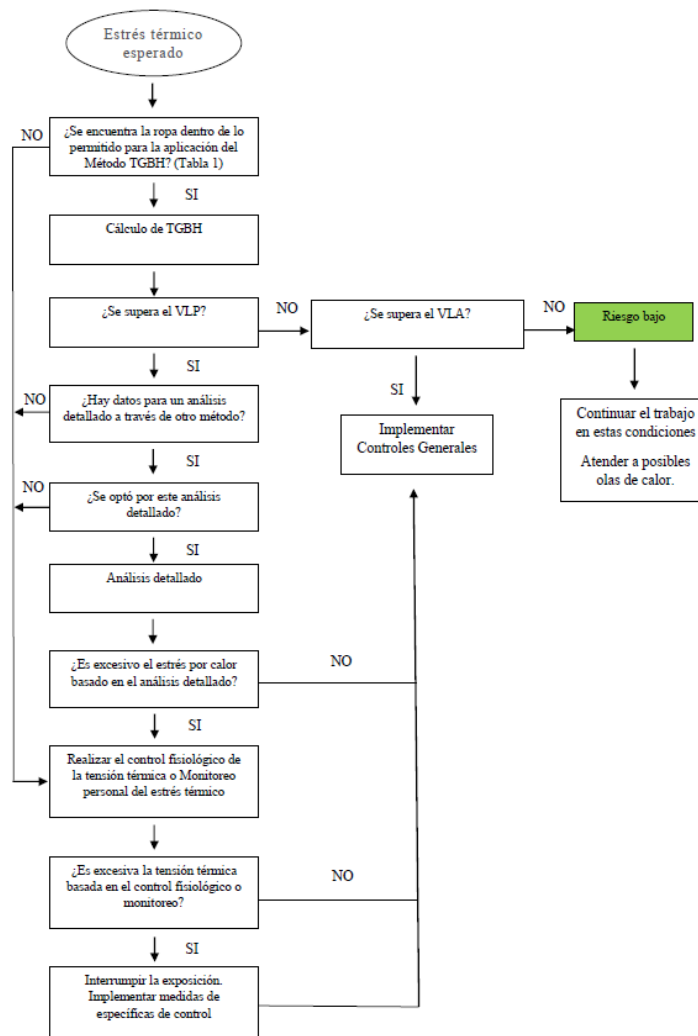 Estrés térmico
esperado
NO
¿Se encuentra la ropa dentro de lo
permitido para la aplicación del
Método TGBH? (Tabla 1)
SI
Cálculo de TGBH
¿Se supera el VLP?
NO
¿Se supera el VLA?
NO
Riesgo bajo
SI
SI
NO
¿Hay datos para un análisis
detallado a través de otro método?
Implementar
Controles Generales
Continuar el trabajo
en estas condiciones
Atender a posibles
olas de calor.
SI
NO
¿Se optó por este análisis
detallado?
SI
Análisis detallado
¿Es excesivo el estrés por calor
basado en el análisis detallado?
NO
SI
Realizar el control fisiológico de
la tensión térmica o Monitoreo
personal del estrés térmico
¿Es excesiva la tensión térmica
basada en el control fisiológico o
monitoreo?
NO
SI
Interrumpir la exposición.
Implementar medidas de
específicas de control